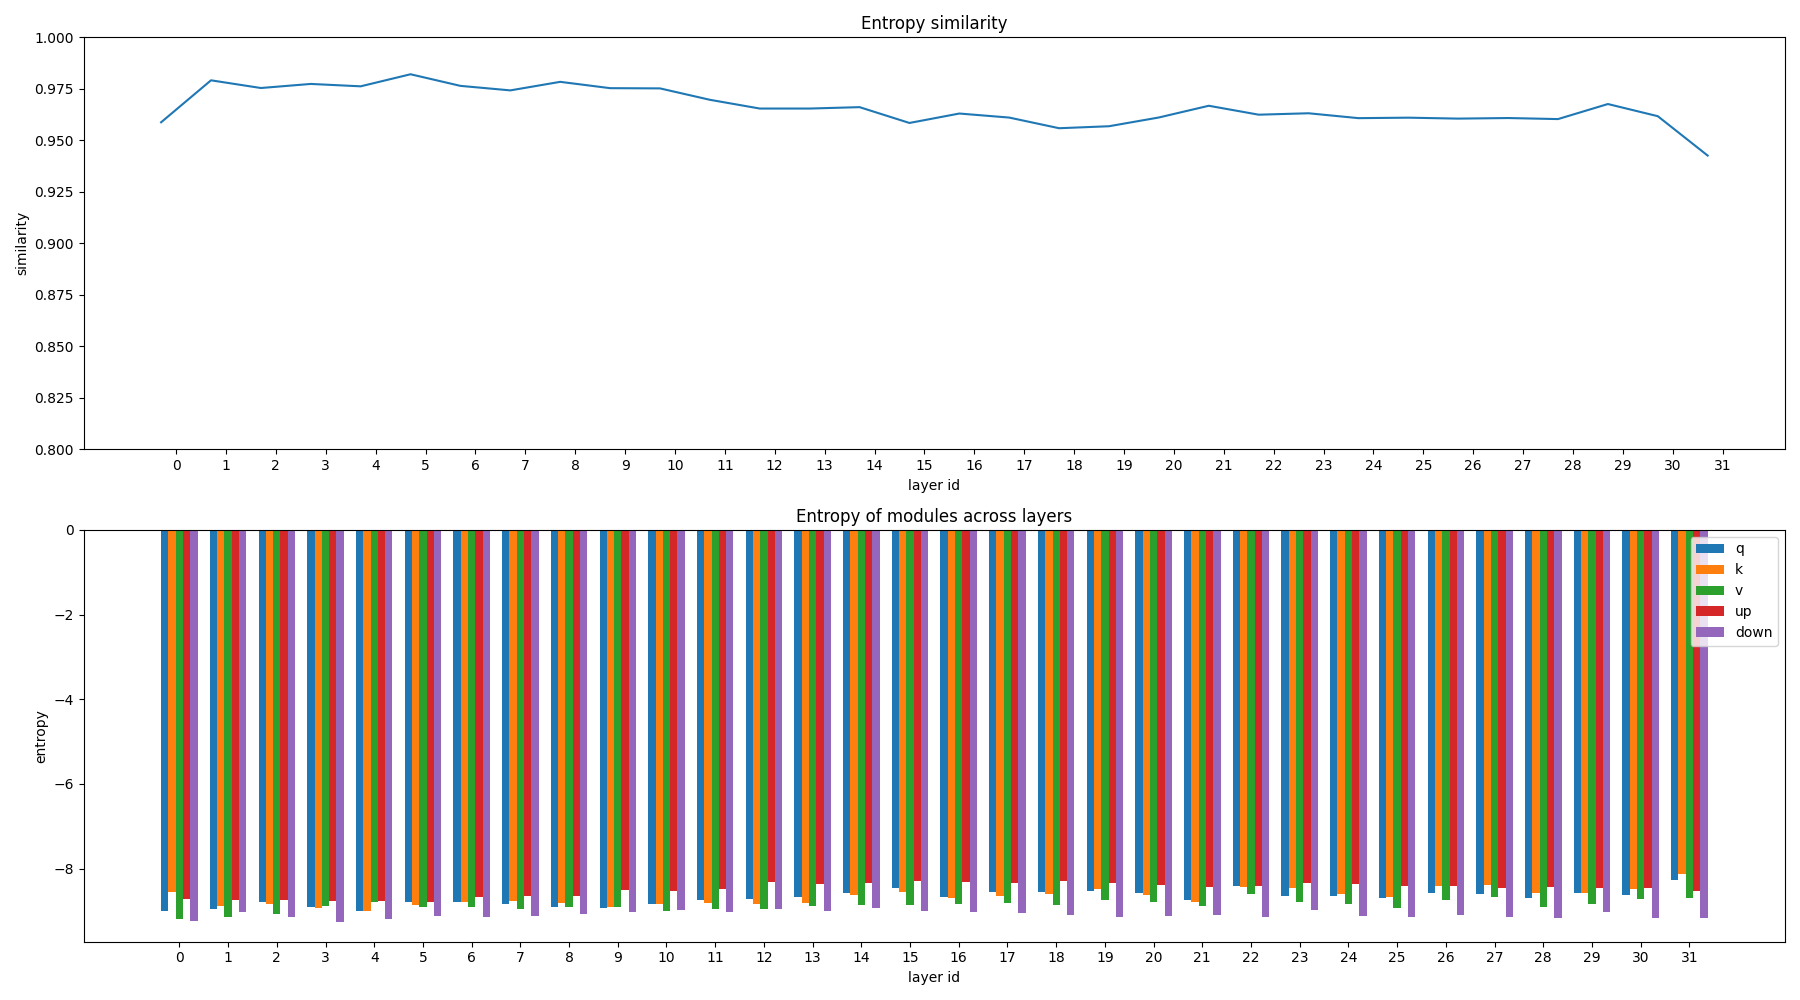 Entropy similarity
1.000
0.975
0.950
0.925
0.900
0.875
0.850
0.825
0.800
similarity
0 1 2 3 4 5 6 7 8 9 10 11 12 13 14 15 16 17 18 19 20 21 22 23 24 25 26 27 28 29 30 31
layer id
Entropy of modules across layers
0
−2
−4
−6
−8
entropy
q
k
v
up
down
0 1 2 3 4 5 6 7 8 9 10 11 12 13 14 15 16 17 18 19 20 21 22 23 24 25 26 27 28 29 30 31
layer id